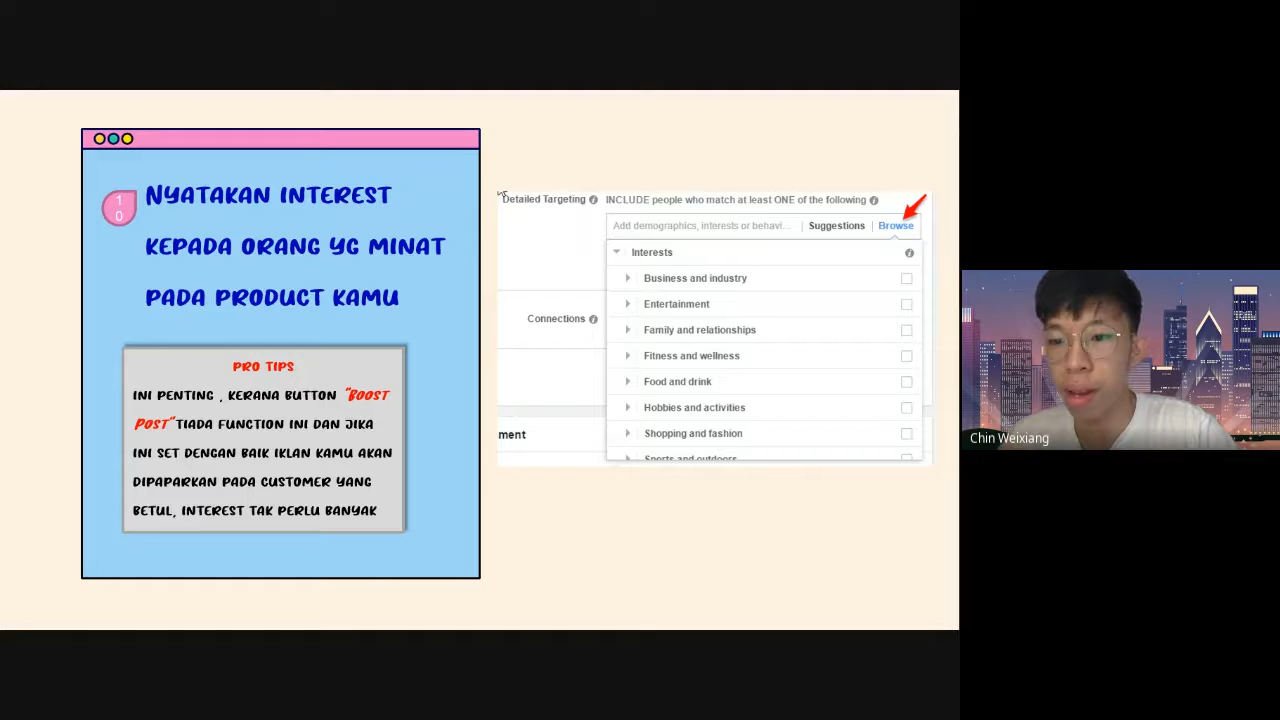 10
NYATAKAN INTEREST
KEPADA ORANG YG MINAT
PADA PRODUCT KAMU
PRO TIPS
INI PENTING , KERANA BUTTON "BOOST
POST" TIADA FUNCTION INI DAN JIKA
INI SET DENGAN BAIK IKLAN KAMU AKAN
DIPAPARKAN PADA CUSTOMER YANG
BETUL, INTEREST TAK PERLU BANYAK
Detailed Targeting
INCLUDE people who match at least ONE of the following
Add demographics, interests or behavi... | Suggestions | Browse
Interests
Business and industry
Entertainment
Connections
Family and relationships
Fitness and wellness
Food and drink
Hobbies and activities
ment
Shopping and fashion
Sports and outdoors
Chin Weixiang